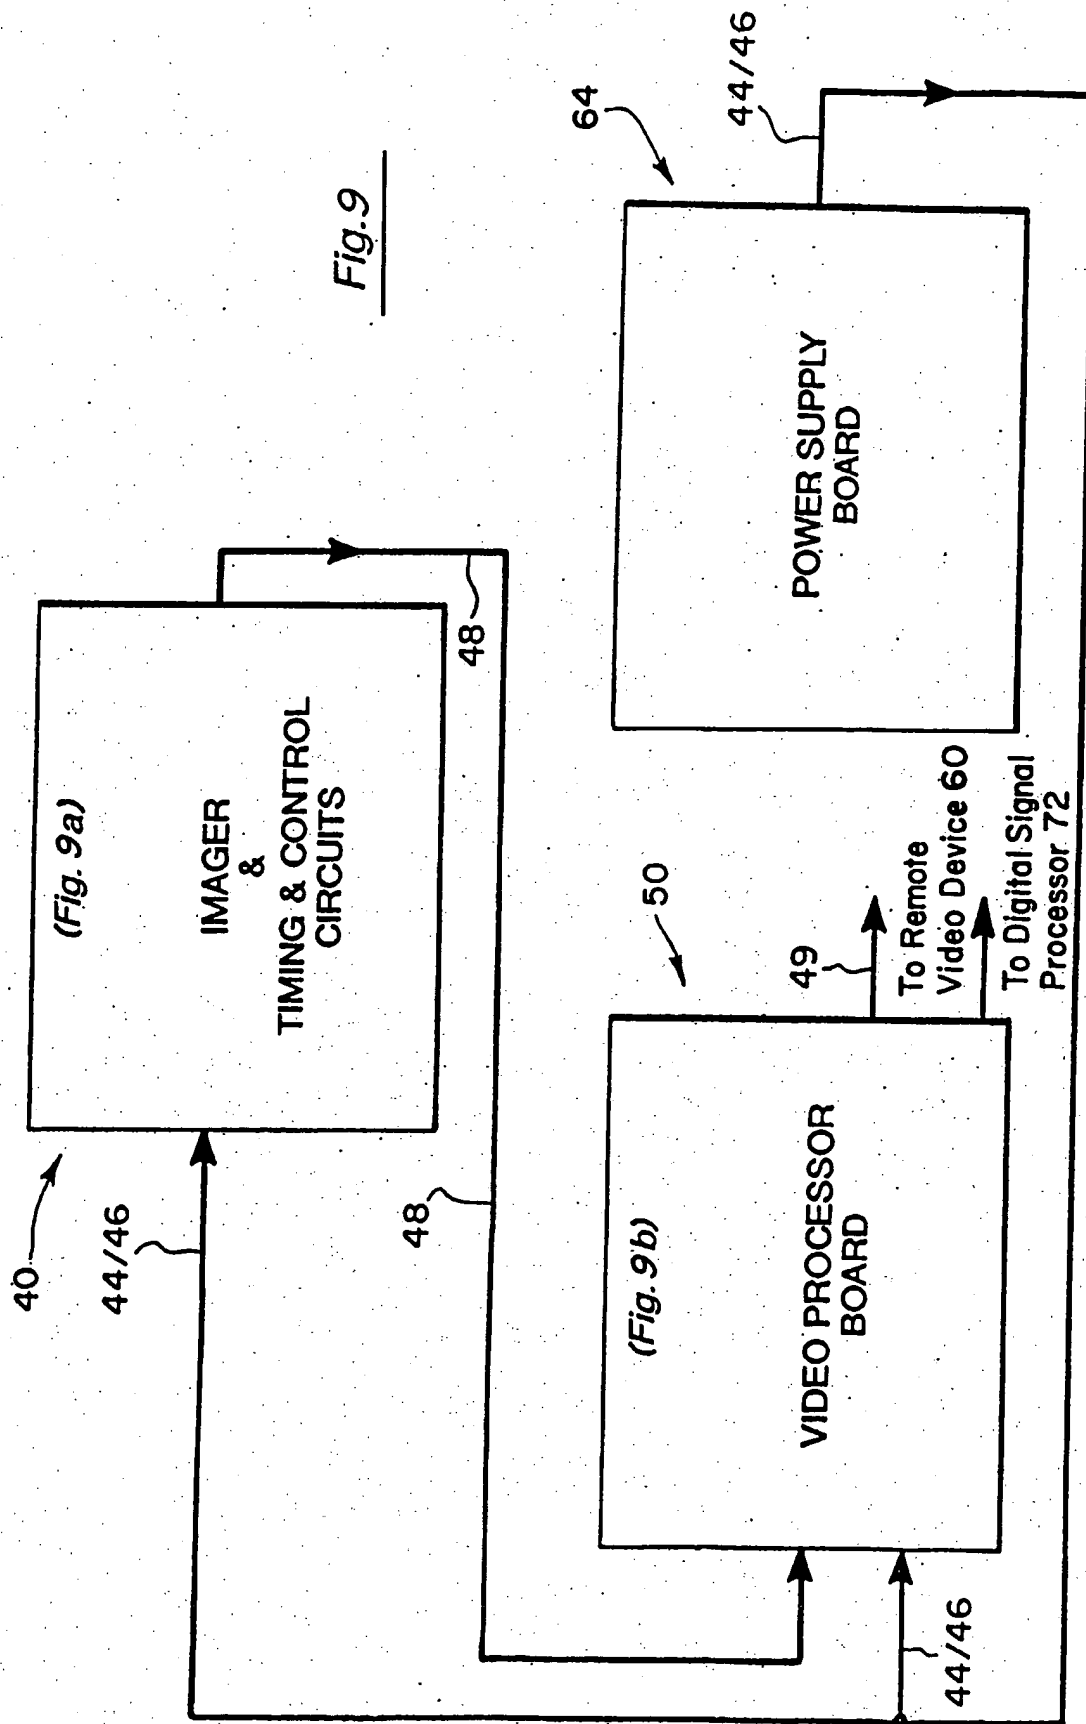 Fig.9
40
44/46
(Fig. 9a)
IMAGER
&
TIMING & CONTROL
CIRCUITS
48
48
50
(Fig. 9b)
VIDEO PROCESSOR
BOARD
44/46
49
To Remote
Video Device 60
To Digital Signal
Processor 72
64
POWER SUPPLY
BOARD
44/46